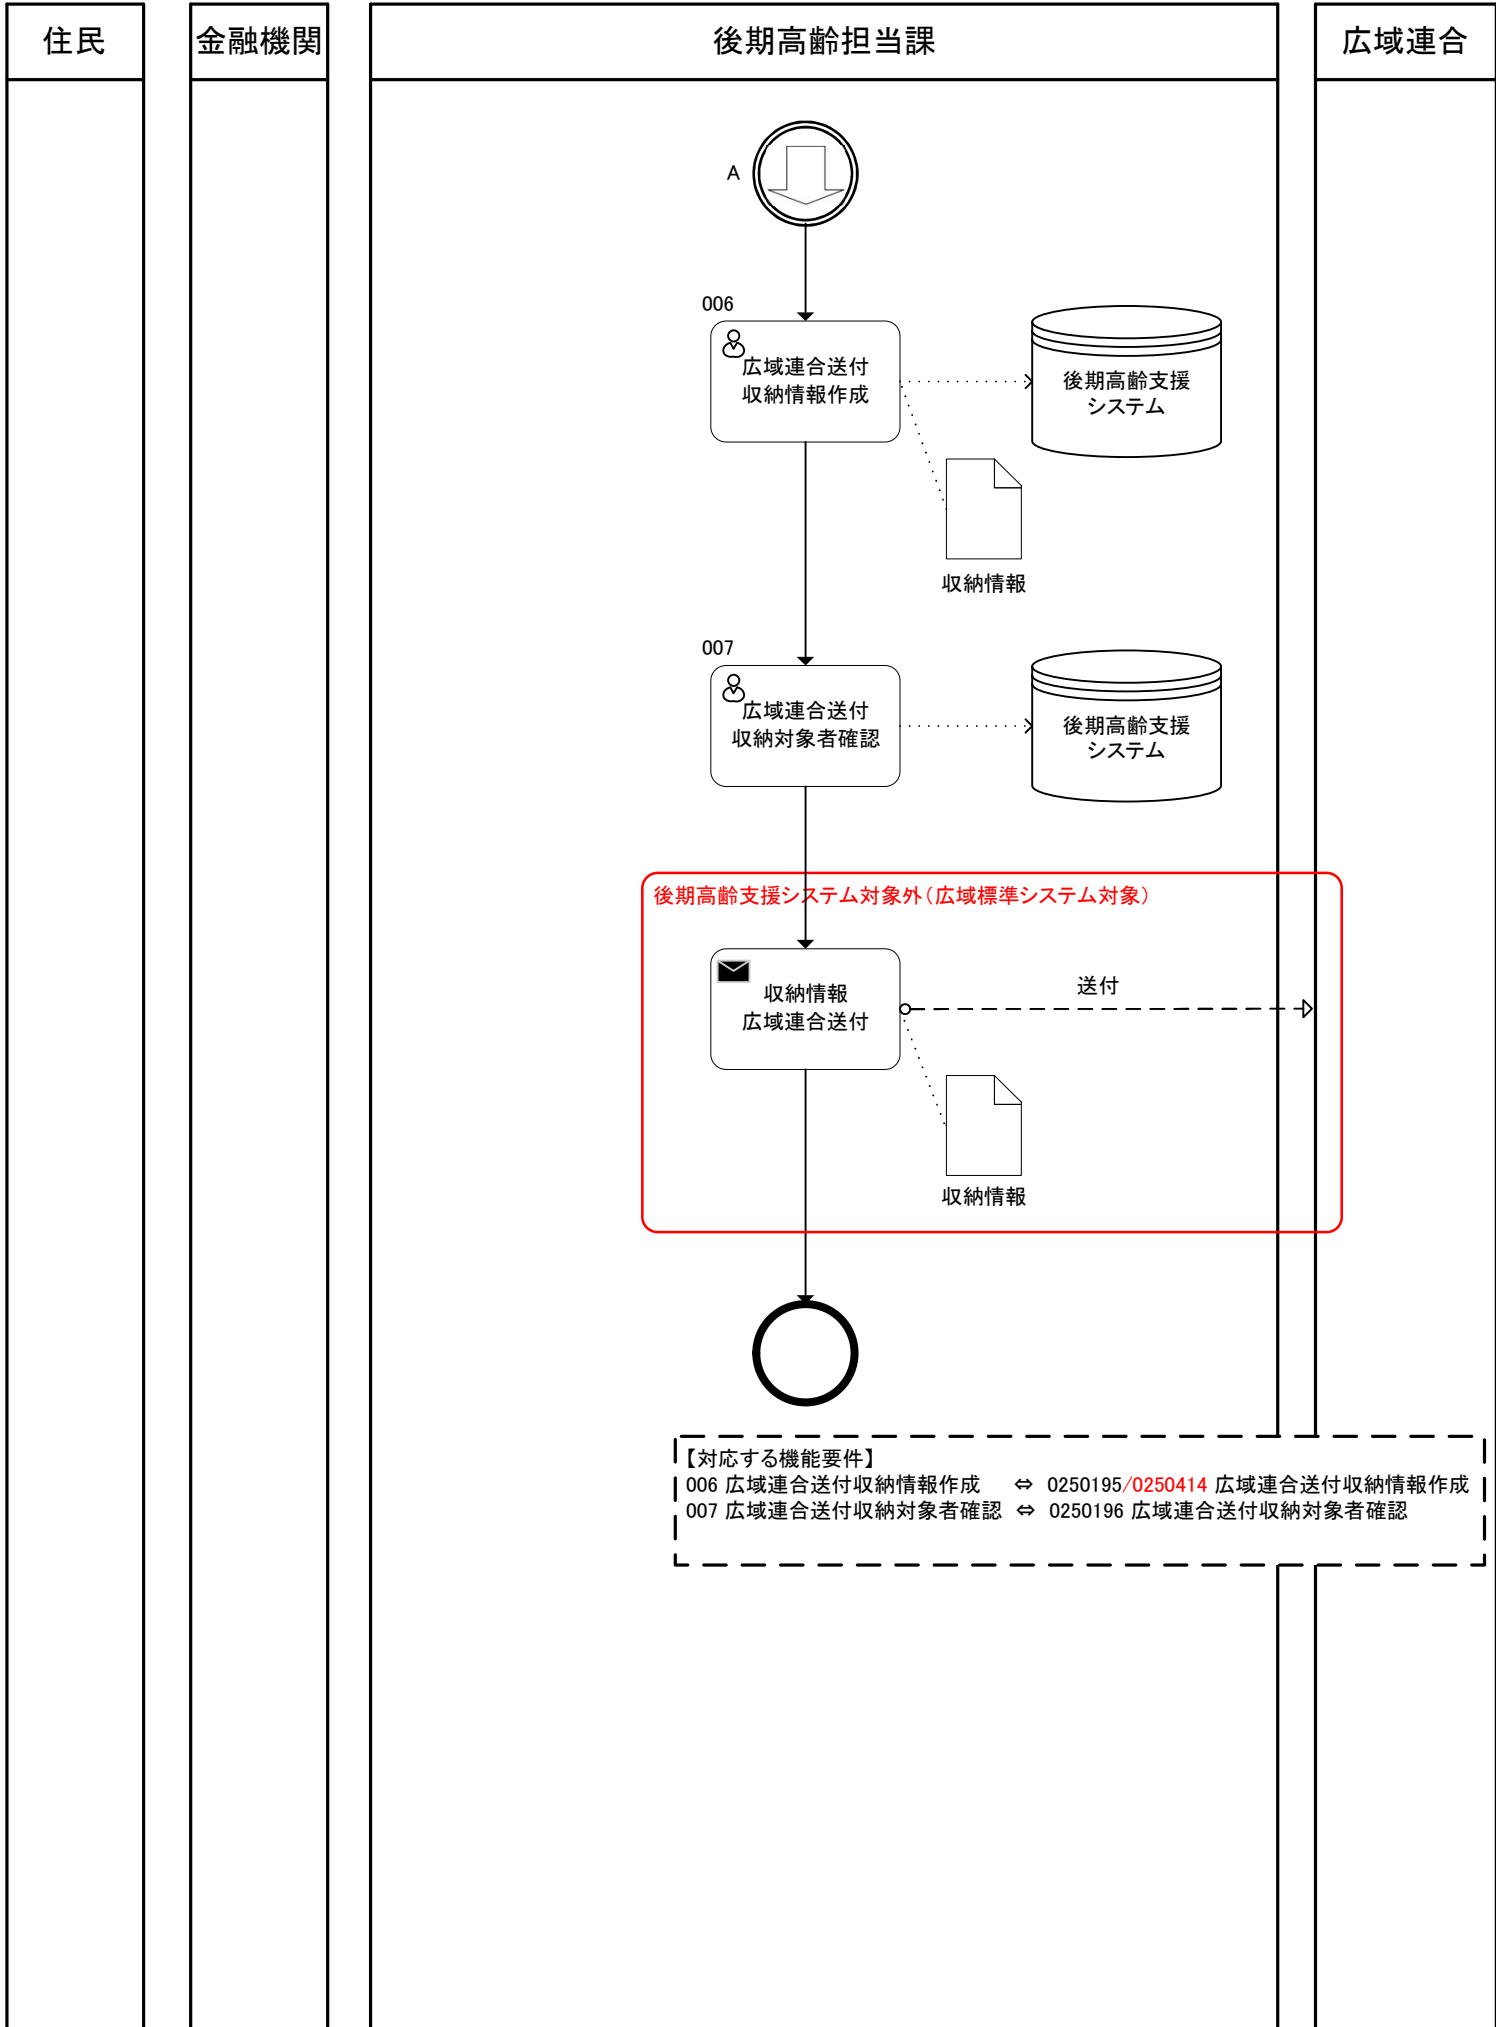 住民
金融機関
後期高齢担当課
広域連合
A
006
広域連合送付
収納情報作成
後期高齢支援
システム
収納情報
007
広域連合送付
収納対象者確認
後期高齢支援
システム
後期高齢支援システム対象外（広域標準システム対象）
収納情報
広域連合送付
送付
収納情報
【対応する機能要件】
006 広域連合送付収納情報作成 ⇔ 0250195/0250414 広域連合送付収納情報作成
007 広域連合送付収納対象者確認 ⇔ 0250196 広域連合送付収納対象者確認